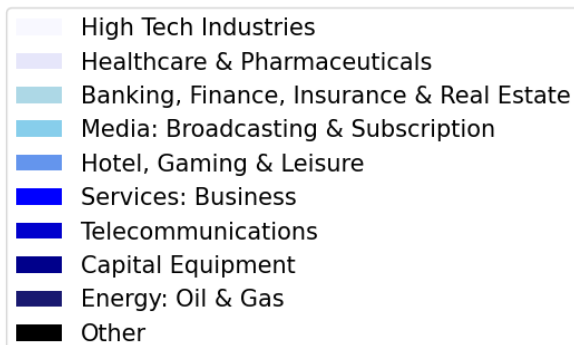 High Tech Industries
Healthcare & Pharmaceuticals
Banking, Finance, Insurance & Real Estate
Media: Broadcasting & Subscription
Hotel, Gaming & Leisure
Services: Business
Telecommunications
Capital Equipment
Energy: Oil & Gas
Other